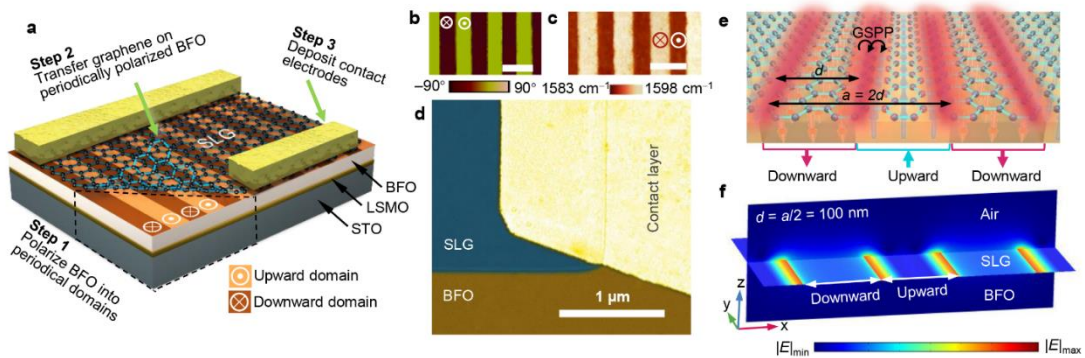 a
Step 2
Transfer graphene on
periodically polarized BFO
Step 3
Deposit contact
electrodes
SLG
BFO
LSMO
STO
Step 1
Polarize BFO into
periodical domains
Upward domain
Downward domain
b
c
–90° 90° 1583 cm⁻¹ 1598 cm⁻¹
d
Contact layer
SLG
BFO
1 μm
e
GSPP
d
a = 2d
Downward Upward Downward
f
d = a/2 = 100 nm
Air
SLG
Downward Upward
BFO
z
y
x
|E|min |E|max